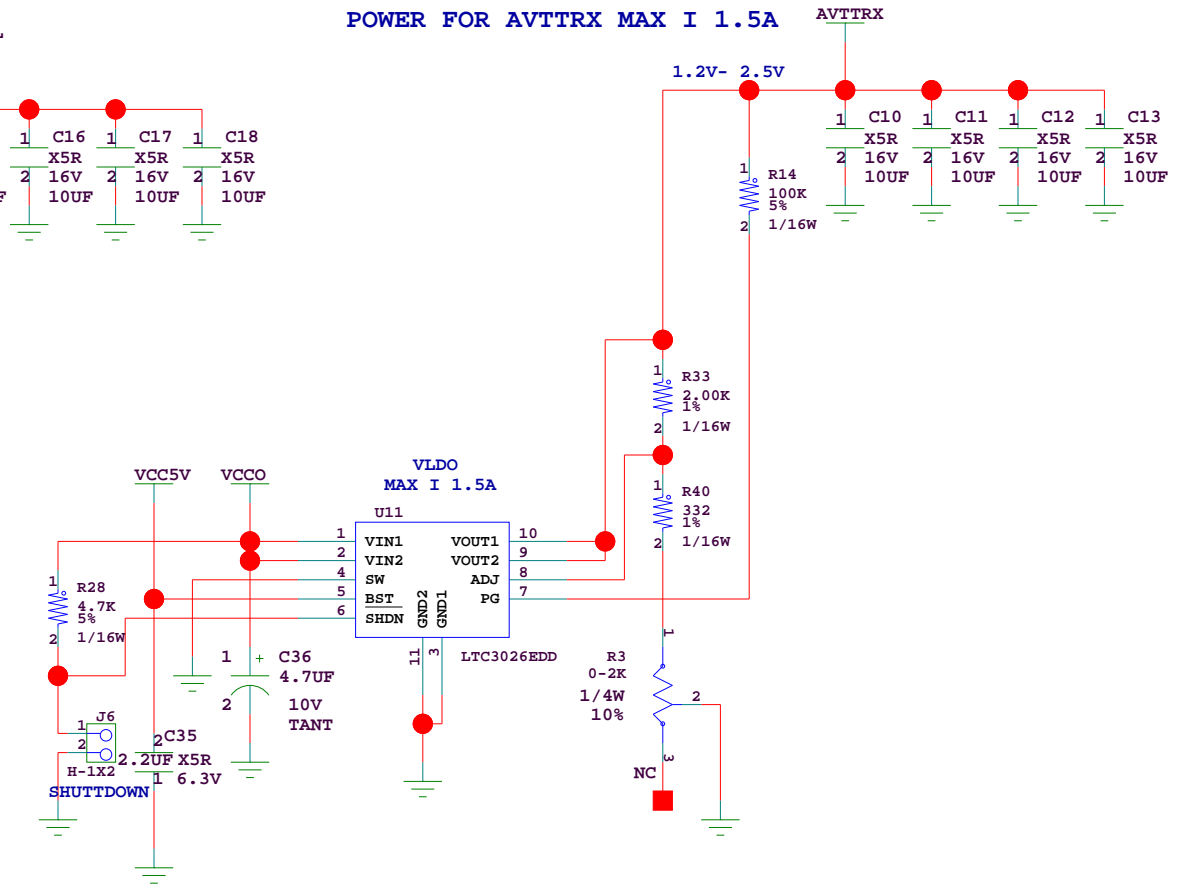 POWER FOR AVTTRX MAX I 1.5A
AVTTRX
1.2V- 2.5V
1 C16
X5R
2 16V
10UF
1 C17
X5R
2 16V
10UF
1 C18
X5R
2 16V
10UF
1 C10
X5R
2 16V
10UF
1 C11
X5R
2 16V
10UF
1 C12
X5R
2 16V
10UF
1 C13
X5R
2 16V
10UF
1 R14
100K
5%
2 1/16W
1 R33
2.00K
1%
2 1/16W
1 R40
332
1%
2 1/16W
VCC5V
VCCO
VLDO
MAX I 1.5A
U11
1 VIN1
2 VIN2
4 SW
5 BST
6 SHDN
VOUT1 10
VOUT2 9
ADJ 8
PG 7
GND2 11
GND1 3
LTC3026EDD
1 R28
4.7K
5%
2 1/16W
1 + C36
4.7UF
2 10V
TANT
J6
1
2
H-1X2
SHUTTDOWN
2 C35
2.2UF X5R
1 6.3V
1
R3
0-2K
1/4W
10%
2
3
NC